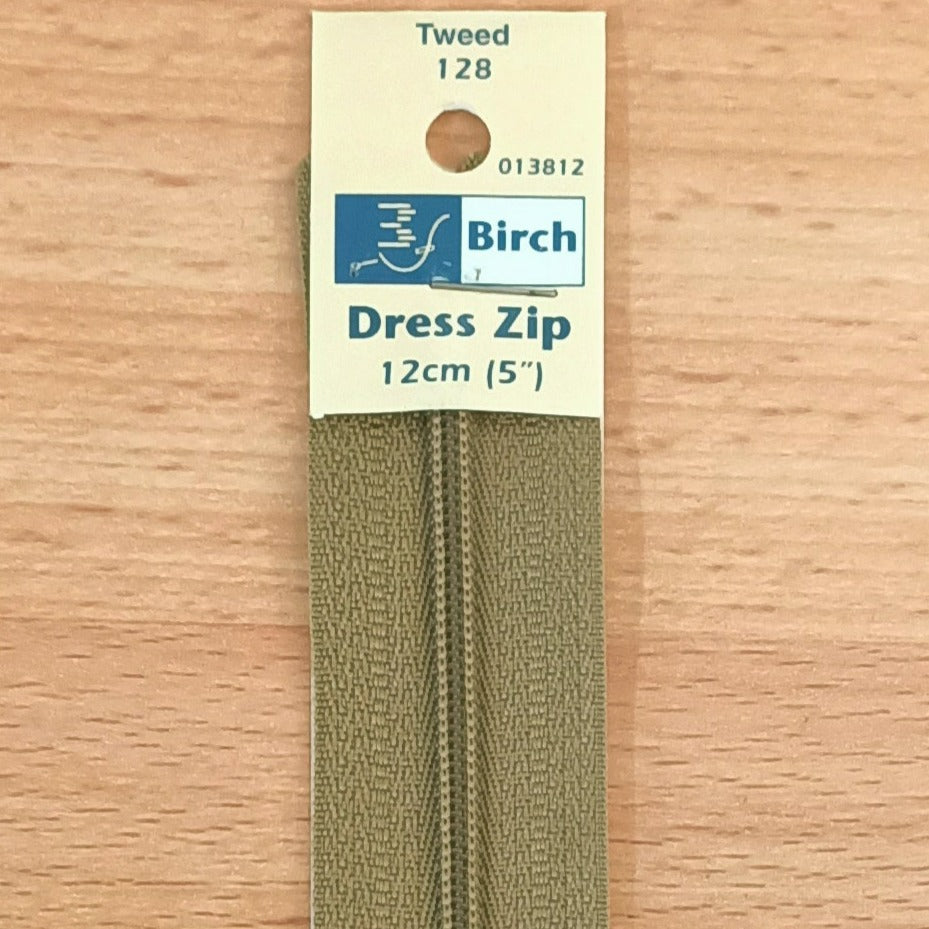 Tweed
128
013812
Birch
Dress Zip
12cm (5″)